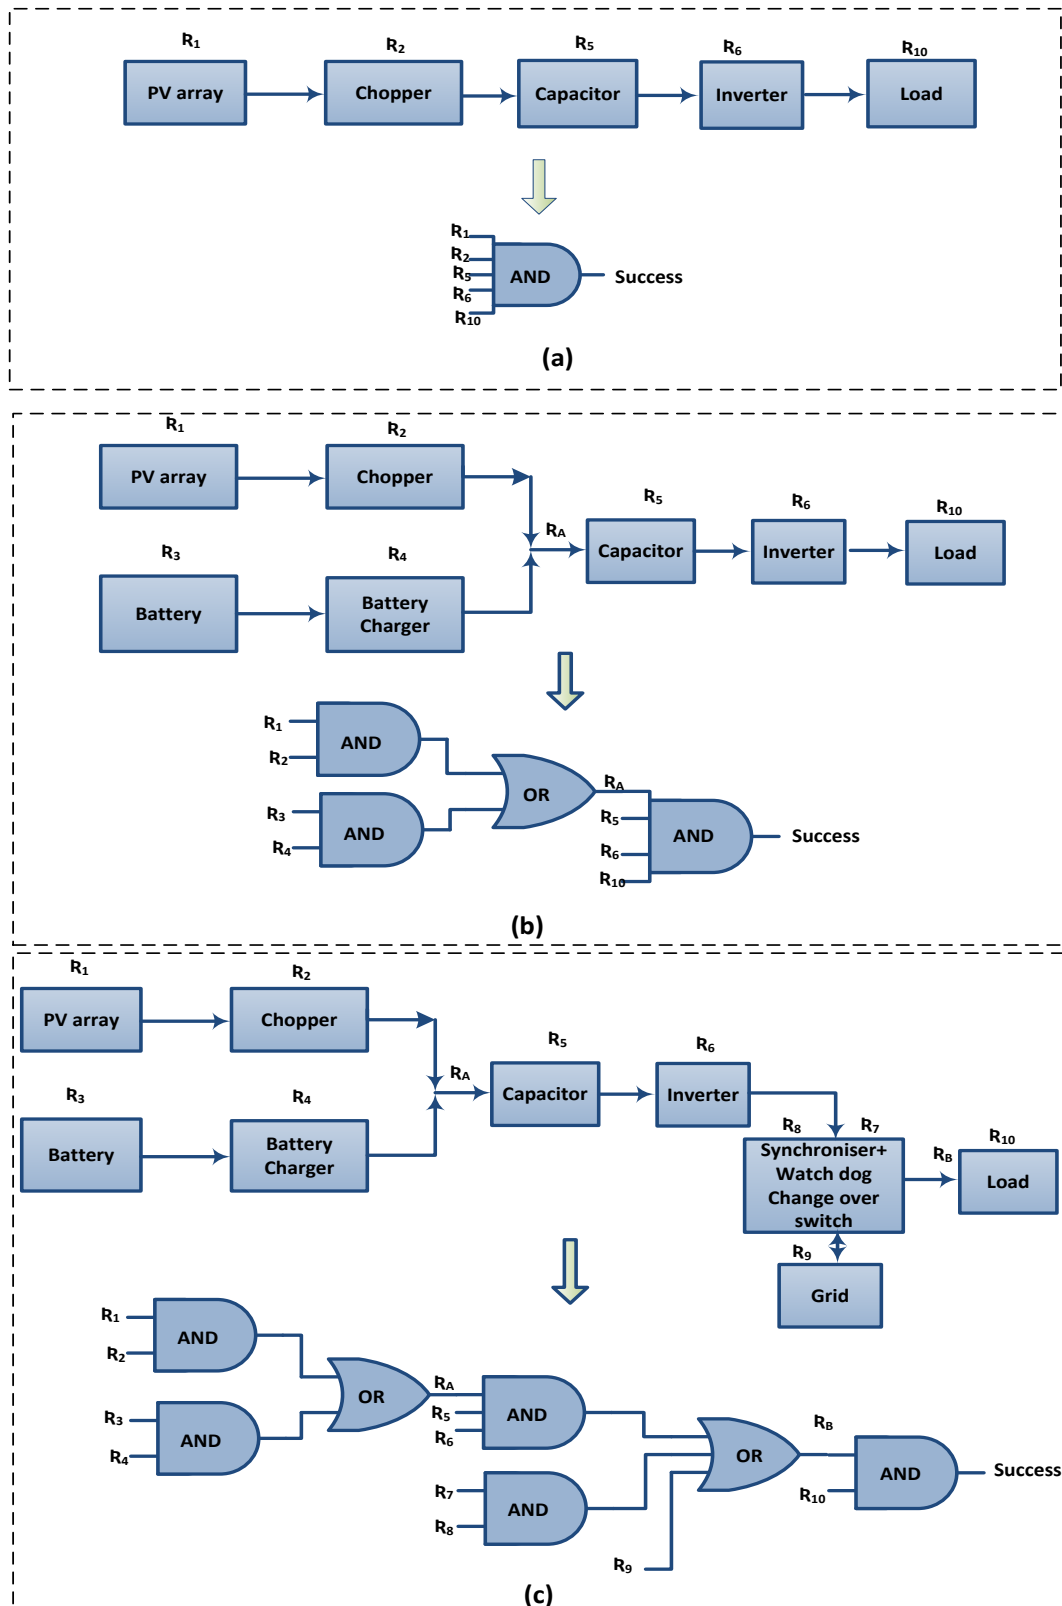 R1 R2 R5 R6 R10
PV array Chopper Capacitor Inverter Load
R1
R2
R5
R6
R10
AND
Success
(a)
R1 R2
PV array Chopper
R3 R4
Battery Battery
Charger
RA
R5 R6 R10
Capacitor Inverter Load
R1
R2
AND
R3
R4
AND
OR
RA
R5
R6
R10
AND
Success
(b)
R1 R2
PV array Chopper
R3 R4
Battery Battery
Charger
RA
R5 R6
Capacitor Inverter
R8 R7
Synchroniser+
Watch dog
Change over
switch
RB
R10
Load
R9
Grid
R1
R2
AND
R3
R4
AND
OR
RA
R5
R6
AND
R7
R8
AND
R9
OR
RB
R10
AND
Success
(c)